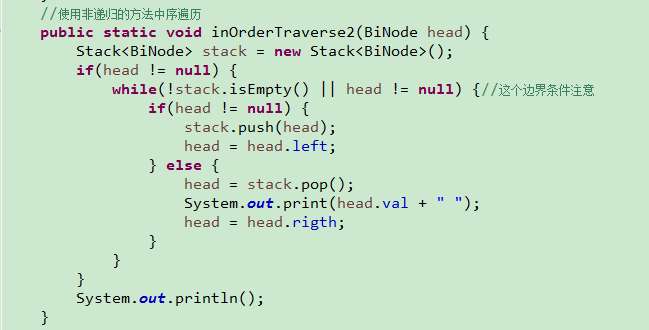 //使用非递归的方法中序遍历
public static void inOrderTraverse2(BiNode head) {
    Stack<BiNode> stack = new Stack<BiNode>();
    if(head != null) {
        while(!stack.isEmpty() || head != null) {//这个边界条件注意
            if(head != null) {
                stack.push(head);
                head = head.left;
            } else {
                head = stack.pop();
                System.out.print(head.val + " ");
                head = head.rigth;
            }
        }
    }
    System.out.println();
}